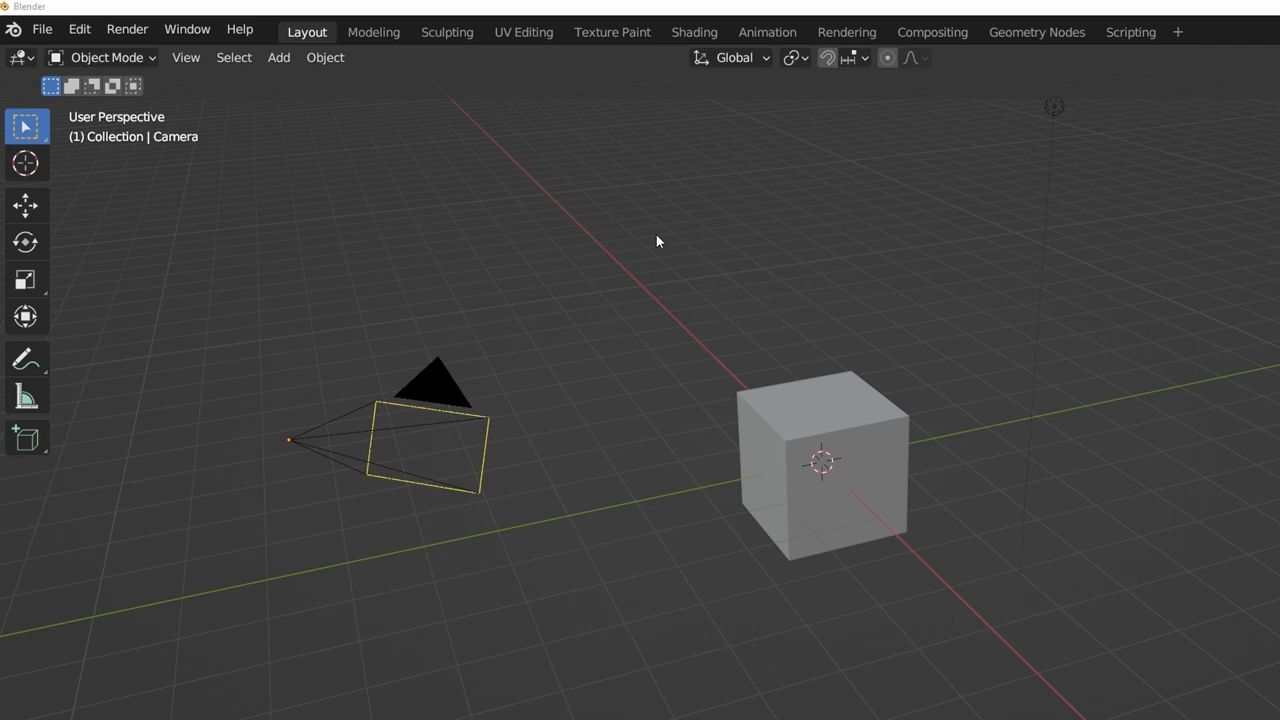 Blender
File Edit Render Window Help Layout Modeling Sculpting UV Editing Texture Paint Shading Animation Rendering Compositing Geometry Nodes Scripting +
Object Mode View Select Add Object Global
User Perspective
(1) Collection | Camera